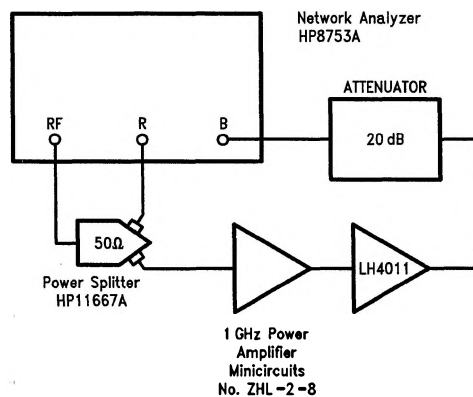 Network Analyzer
HP8753A
ATTENUATOR
RF
R
B
20 dB
50Ω
Power Splitter
HP11667A
LH4011
1 GHz Power
Amplifier
Minicircuits
No. ZHL-2-8